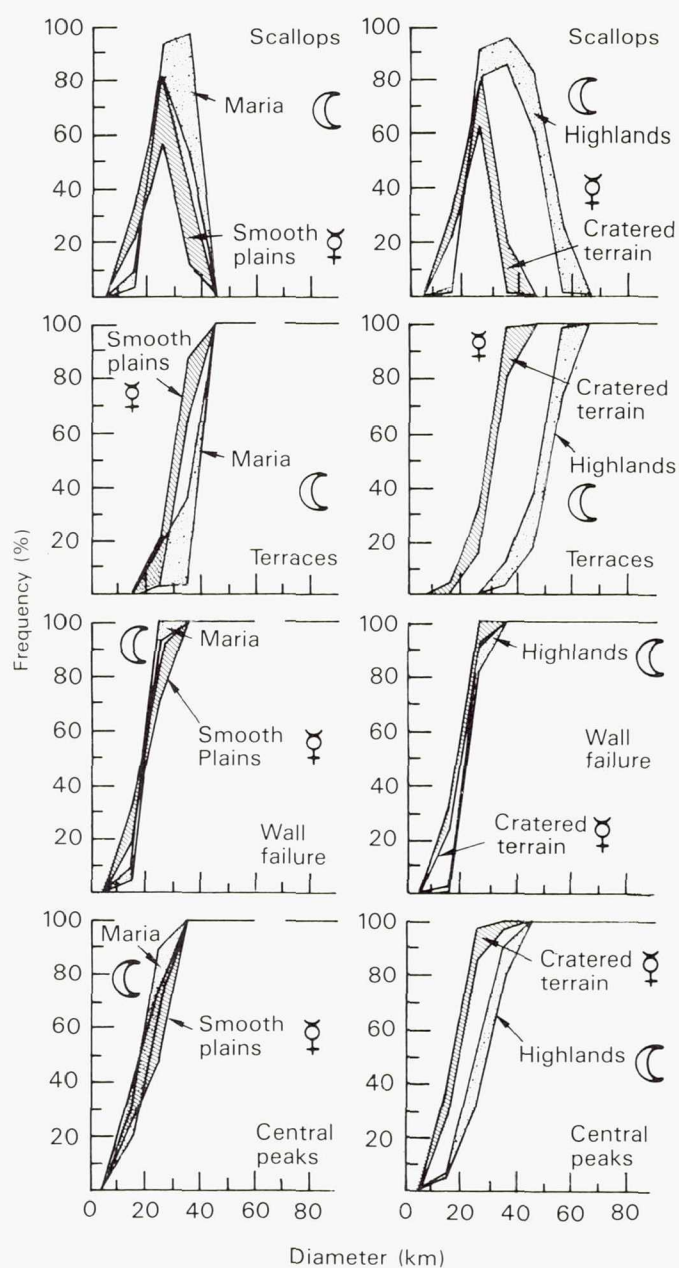 100
80
60
40
20
Scallops
Maria
Smooth
plains
100
80
60
40
20
Scallops
Highlands
Cratered
terrain
100
80
60
40
20
Smooth
plains
Maria
Terraces
100
80
60
40
20
Cratered
terrain
Highlands
Terraces
Frequency (%)
100
80
60
40
20
Maria
Smooth
Plains
Wall
failure
100
80
60
40
20
Highlands
Wall
failure
Cratered
terrain
100
80
60
40
20
Maria
Smooth
plains
Central
peaks
0 20 40 60 80
100
80
60
40
20
Cratered
terrain
Highlands
Central
peaks
0 20 40 60 80
Diameter (km)